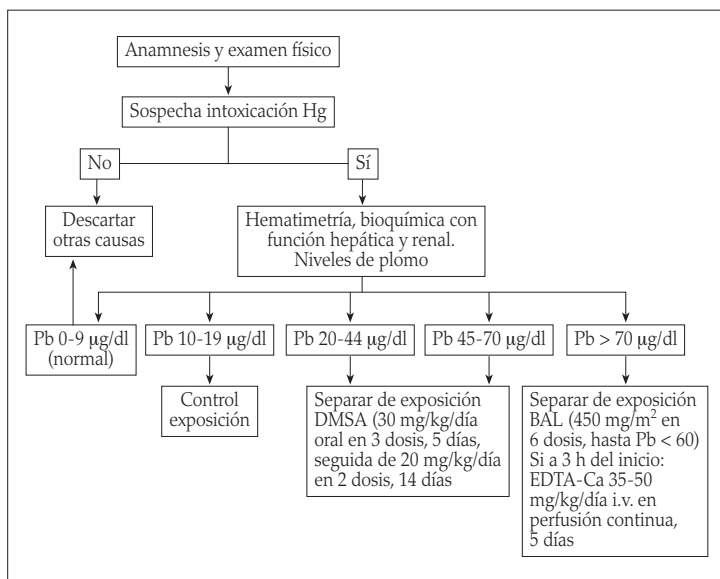 Anamnesis y examen físico
Sospecha intoxicación Hg
No
Sí
Descartar
otras causas
Hematimetría, bioquímica con
función hepática y renal.
Niveles de plomo
Pb 0-9 μg/dl
(normal)
Pb 10-19 μg/dl
Pb 20-44 μg/dl
Pb 45-70 μg/dl
Pb > 70 μg/dl
Control
exposición
Separar de exposición
DMSA (30 mg/kg/día
oral en 3 dosis, 5 días,
seguida de 20 mg/kg/día
en 2 dosis, 14 días
Separar de exposición
BAL (450 mg/m² en
6 dosis, hasta Pb < 60)
Si a 3 h del inicio:
EDTA-Ca 35-50
mg/kg/día i.v. en
perfusión continua,
5 días